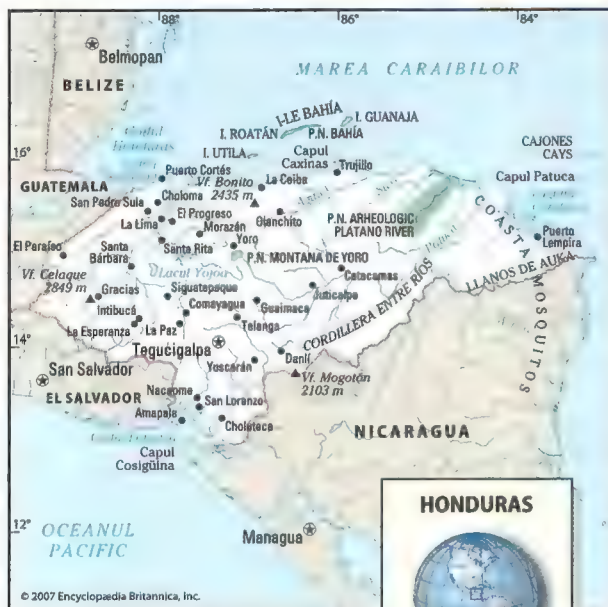 88°
86°
84°
Belmopan
BELIZE
MAREA CARAIBILOR
I-LE BAHÍA
I. GUANAJA
I. ROATÁN
P.N. BAHÍA
I. UTILA
Capul
Caxinas
Trujillo
CAJONES
CAYS
Capul Patuca
16°
GUATEMALA
Puerto Cortés
Vf. Bonito
2435 m
La Ceiba
San Pedro Sula
Choloma
La Lima
El Progreso
Morazán
Olanchito
P.N. ARHEOLOGIC
PLATANO RIVER
COASTA MOSQUITOS
Puerto
Lempira
El Paraíso
Santa
Bárbara
Santa Rita
Yoro
P.N. MONTANA DE YORO
Lacul Yojoa
Catacamas
LLANOS DE AUKA
Vf. Celaque
2849 m
Gracias
Siguatepeque
Juticalpa
Intibucá
Comayagua
Guaimaca
CORDILLERA ENTRE RÍOS
La Esperanza
La Paz
Talanga
14°
Tegucigalpa
Danlí
San Salvador
Yoscarán
Vf. Mogotón
2103 m
EL SALVADOR
Nacaome
San Loranzo
Amapala
Choluteca
NICARAGUA
Capul
Cosigüina
12°
OCEANUL
PACIFIC
Managua
HONDURAS
© 2007 Encyclopædia Britannica, Inc.